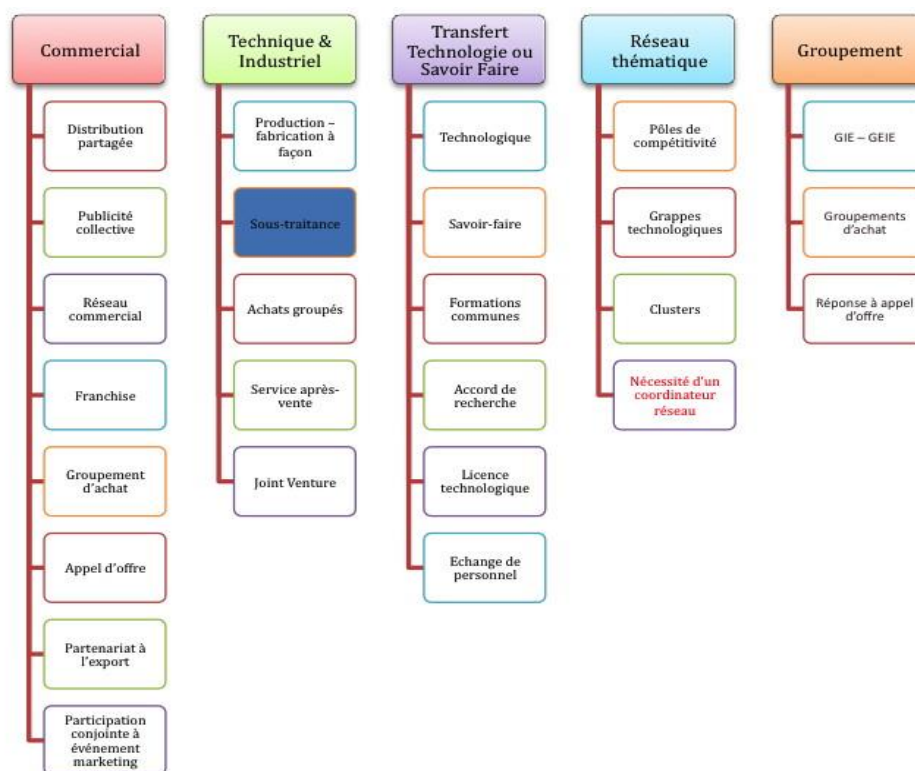 Commercial
Distribution
partagée
Publicité
collective
Réseau
commercial
Franchise
Groupement
d'achat
Appel d'offre
Partenariat à
l'export
Participation
conjointe à
événement
marketing
Technique &
Industriel
Production –
fabrication à
façon
Sous-traitance
Achats groupés
Service après-
vente
Joint Venture
Transfert
Technologie ou
Savoir Faire
Technologique
Savoir-faire
Formations
communes
Accord de
recherche
Licence
technologique
Echange de
personnel
Réseau
thématique
Pôles de
compétitivité
Grappes
technologiques
Clusters
Nécessité d'un
coordinateur
réseau
Groupement
GIE – GEIE
Groupements
d'achat
Réponse à appel
d'offre